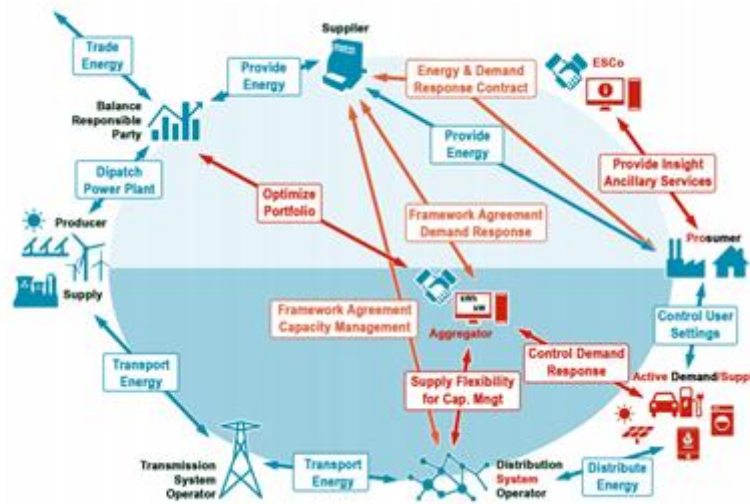 Supplier
Trade
Energy
Provide
Energy
Energy & Demand
Response Contract
ESCo
Balance
Responsible
Party
Provide
Energy
Dipatch
Power Plant
Provide Insight
Ancillary Services
Optimize
Portfolio
Producer
Framework Agreement
Demand Response
Prosumer
Supply
Framework Agreement
Capacity Management
kWh
kW
Aggregator
Control User
Settings
Transport
Energy
Control Demand
Response
Active Demand/Suppl
Supply Flexibility
for Cap. Mngt
Transmission
System
Operator
Transport
Energy
Distribution
System
Operator
Distribute
Energy